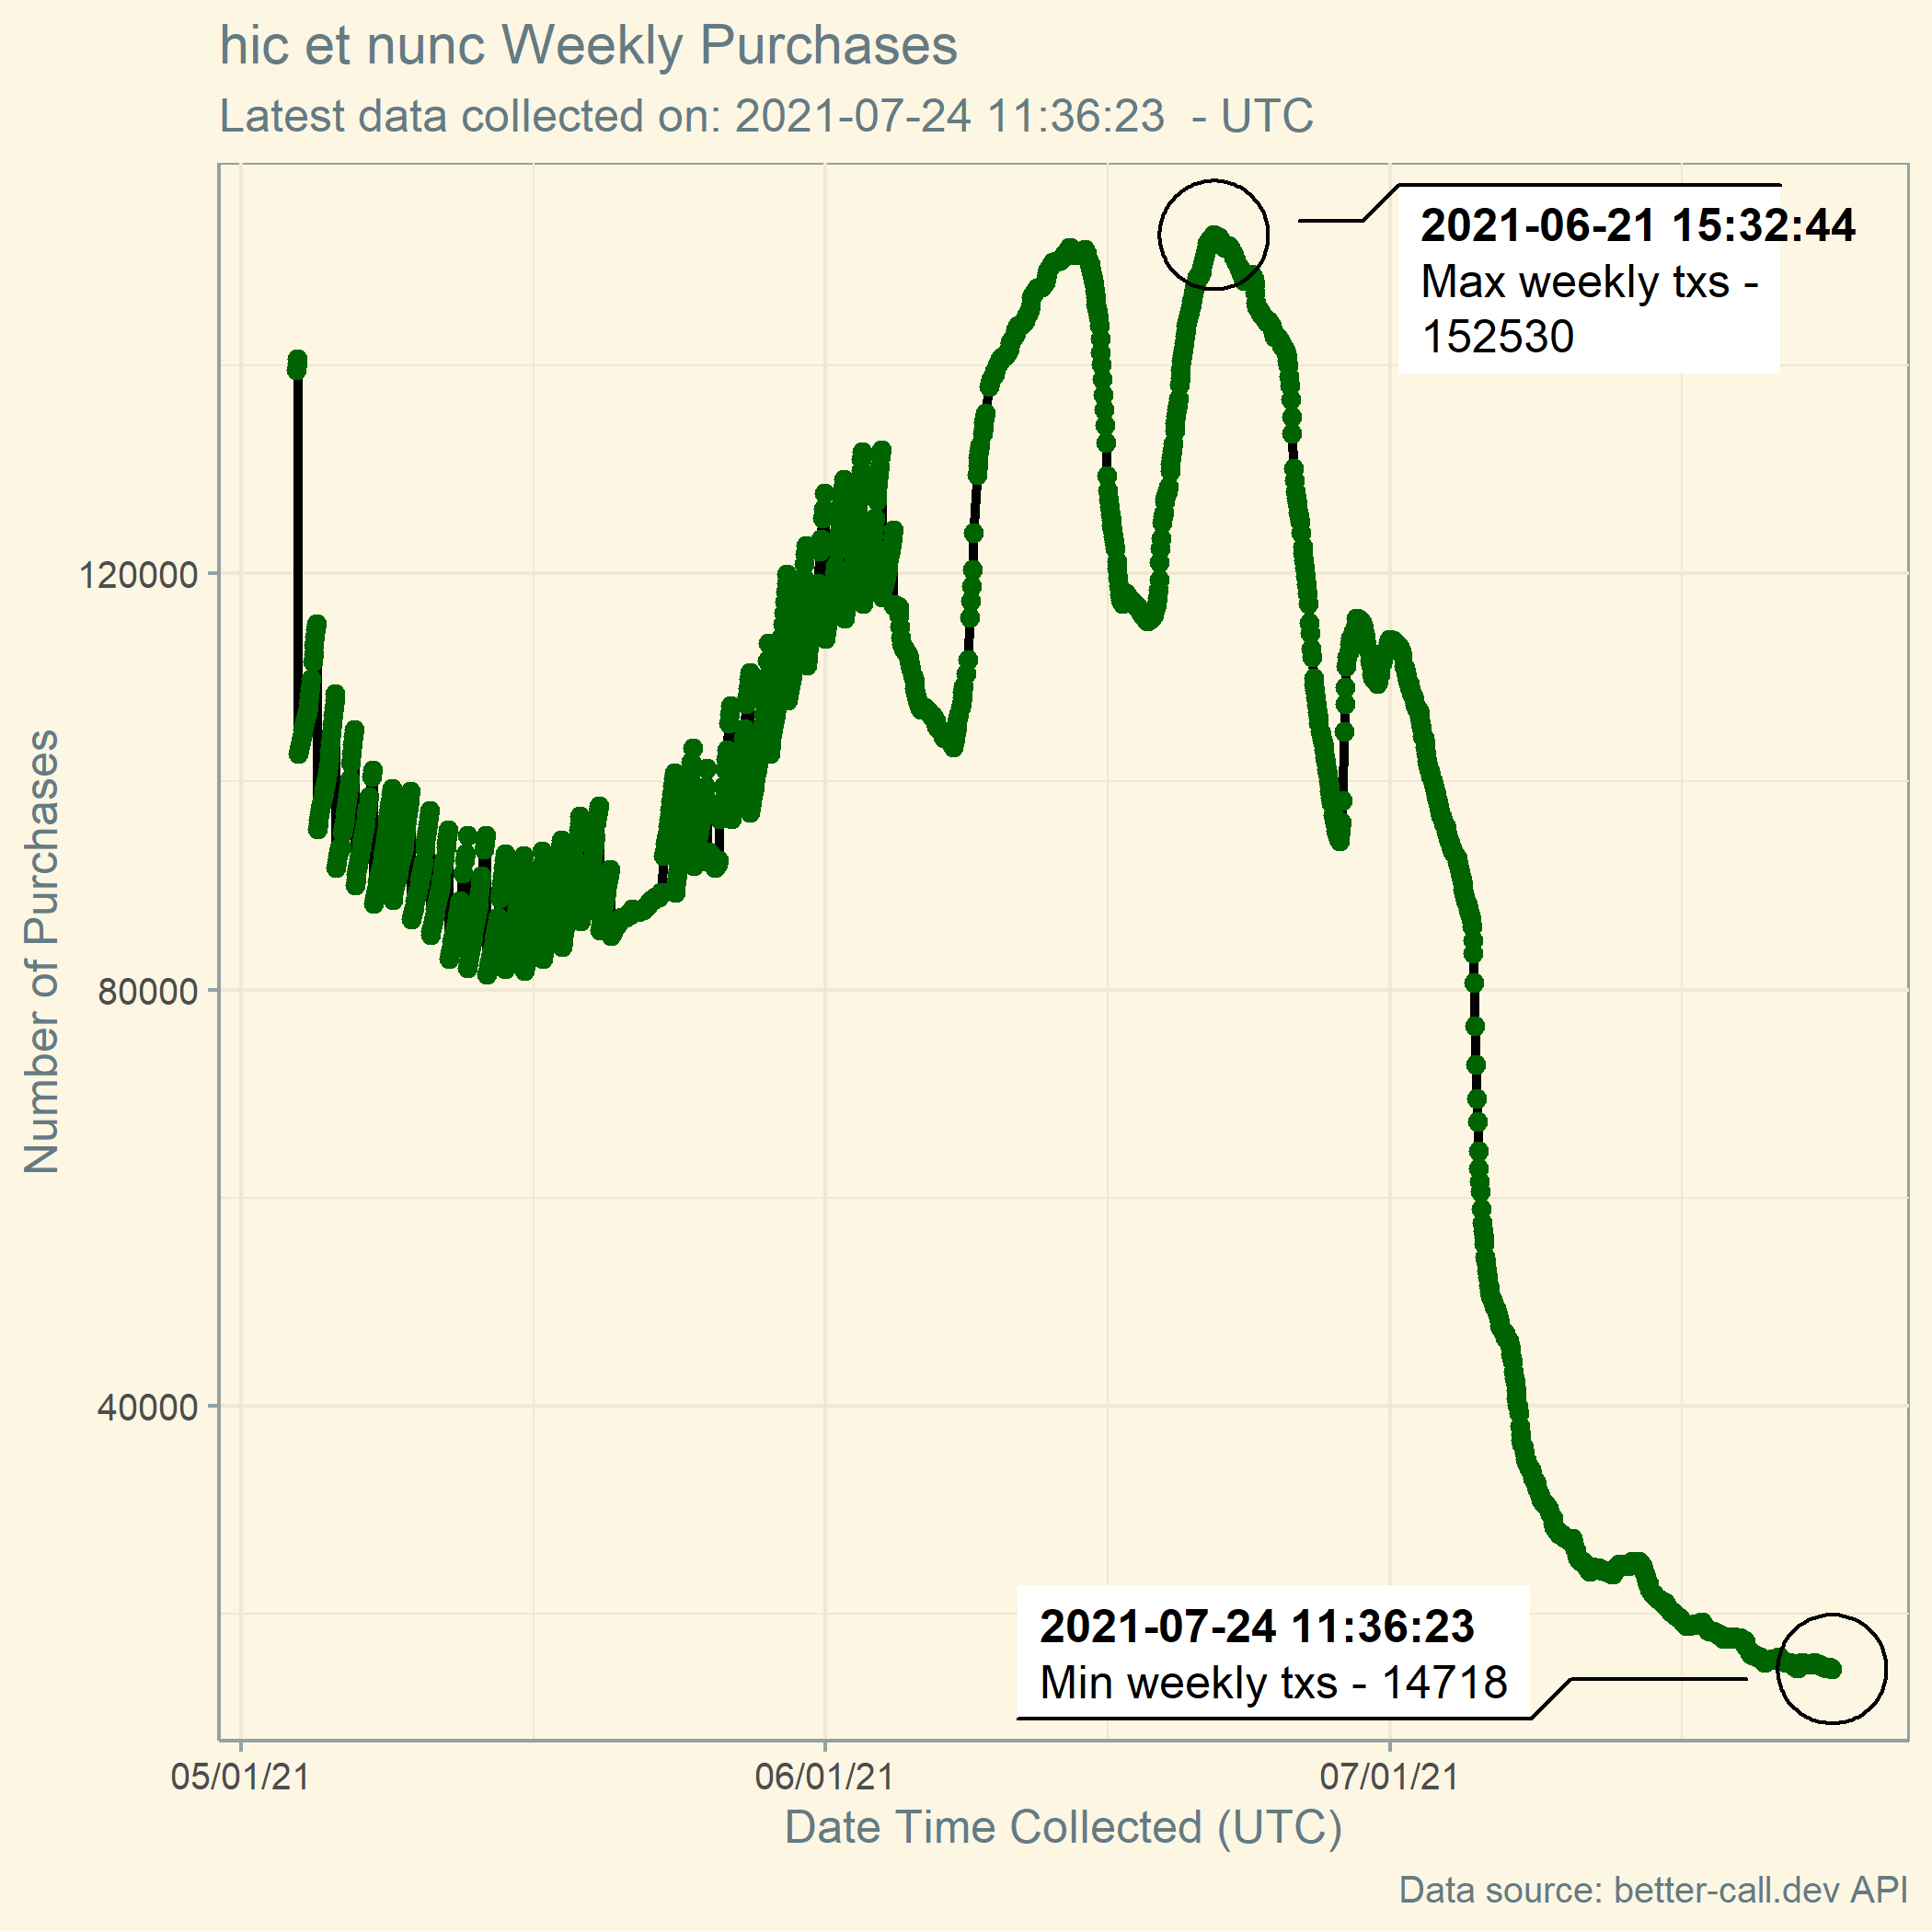 hic et nunc Weekly Purchases
Latest data collected on: 2021-07-24 11:36:23  - UTC
2021-06-21 15:32:44
Max weekly txs -
152530
120000
Number of Purchases
80000
40000
2021-07-24 11:36:23
Min weekly txs - 14718
05/01/21
06/01/21
07/01/21
Date Time Collected (UTC)
Data source: better-call.dev API